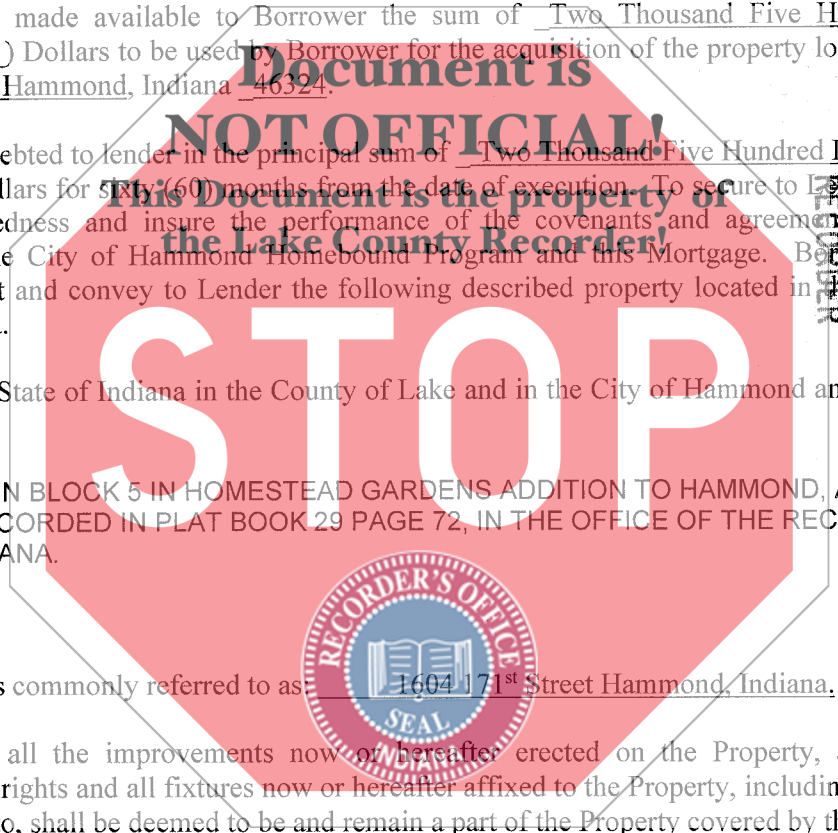 made available to Borrower the sum of _Two Thousand Five H
_) Dollars to be used by Borrower for the acquisition of the property lo
Document is
Hammond, Indiana _46324.
NOT OFFICIAL!
ebted to lender in the principal sum of _Two Thousand Five Hundred
llars for sixty (60) months from the date of execution. To secure to
This Document is the property of
edness and insure the performance of the covenants and agreemen
the Lake County Recorder!
e City of Hammond Homebound Program and this Mortgage.
t and convey to Lender the following described property located in
RECORDER
STOP
State of Indiana in the County of Lake and in the City of Hammond an
N BLOCK 5 IN HOMESTEAD GARDENS ADDITION TO HAMMOND, A
CORDED IN PLAT BOOK 29 PAGE 72, IN THE OFFICE OF THE REC
ANA.
RECORDER'S OFFICE
s commonly referred to as: 1604 171st Street Hammond, Indiana.
SEAL
INDIANA
all the improvements now or hereafter erected on the Property,
rights and all fixtures now or hereafter affixed to the Property, includin
o, shall be deemed to be and remain a part of the Property covered by t